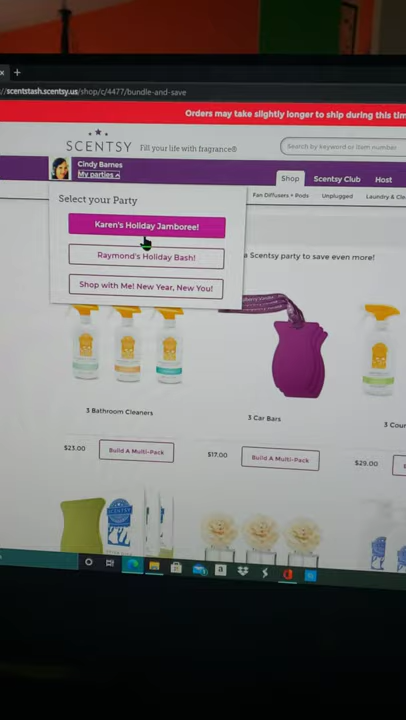 //scentstash.scentsy.us/shop/c/4477/bundle-and-save
Orders may take slightly longer to ship during this tim
SCENTSY Fill your life with fragrance®
Search by keyword or item number
Cindy Barnes
My parties
Shop Scentsy Club Host
Select your Party
Fan Diffusers + Pods Unplugged Laundry & Cle
Karen's Holiday Jamboree!
Raymond's Holiday Bash!
a Scentsy party to save even more!
Shop with Me! New Year, New You!
3 Bathroom Cleaners
3 Car Bars
3 Coun
$23.00 Build A Multi-Pack
$17.00 Build A Multi-Pack
$29.00